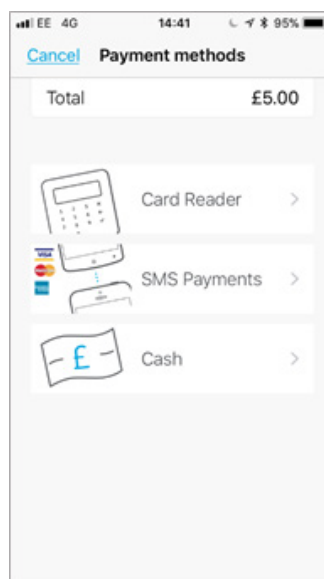 EE 4G 14:41 95%
Cancel Payment methods
Total £5.00
Card Reader
VISA
SMS Payments
£
Cash